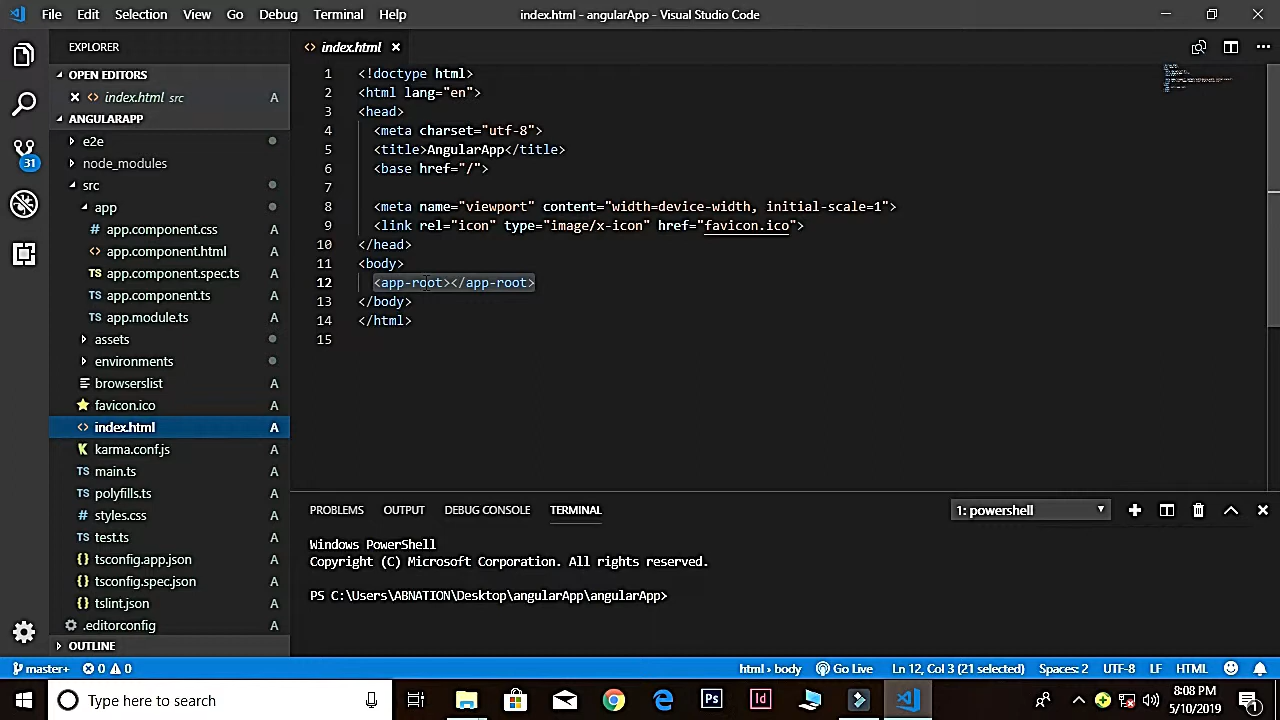 File Edit Selection View Go Debug Terminal Help
index.html - angularApp - Visual Studio Code
EXPLORER
OPEN EDITORS
index.html src A
ANGULARAPP
e2e
node_modules
src
app
app.component.css A
app.component.html A
app.component.spec.ts A
app.component.ts A
app.module.ts A
assets
environments
browserslist A
favicon.ico A
index.html A
karma.conf.js A
main.ts A
polyfills.ts A
styles.css A
test.ts A
tsconfig.app.json A
tsconfig.spec.json A
tslint.json A
.editorconfig A
OUTLINE
31
index.html
1 <!doctype html>
2 <html lang="en">
3 <head>
4 <meta charset="utf-8">
5 <title>AngularApp</title>
6 <base href="/">
7
8 <meta name="viewport" content="width=device-width, initial-scale=1">
9 <link rel="icon" type="image/x-icon" href="favicon.ico">
10 </head>
11 <body>
12 <app-root></app-root>
13 </body>
14 </html>
15
PROBLEMS OUTPUT DEBUG CONSOLE TERMINAL
1: powershell
Windows PowerShell
Copyright (C) Microsoft Corporation. All rights reserved.
PS C:\Users\ABNATION\Desktop\angularApp\angularApp>
master+ 0 0
html › body Go Live Ln 12, Col 3 (21 selected) Spaces: 2 UTF-8 LF HTML
Type here to search
Ps Id
8:08 PM
5/10/2019
1